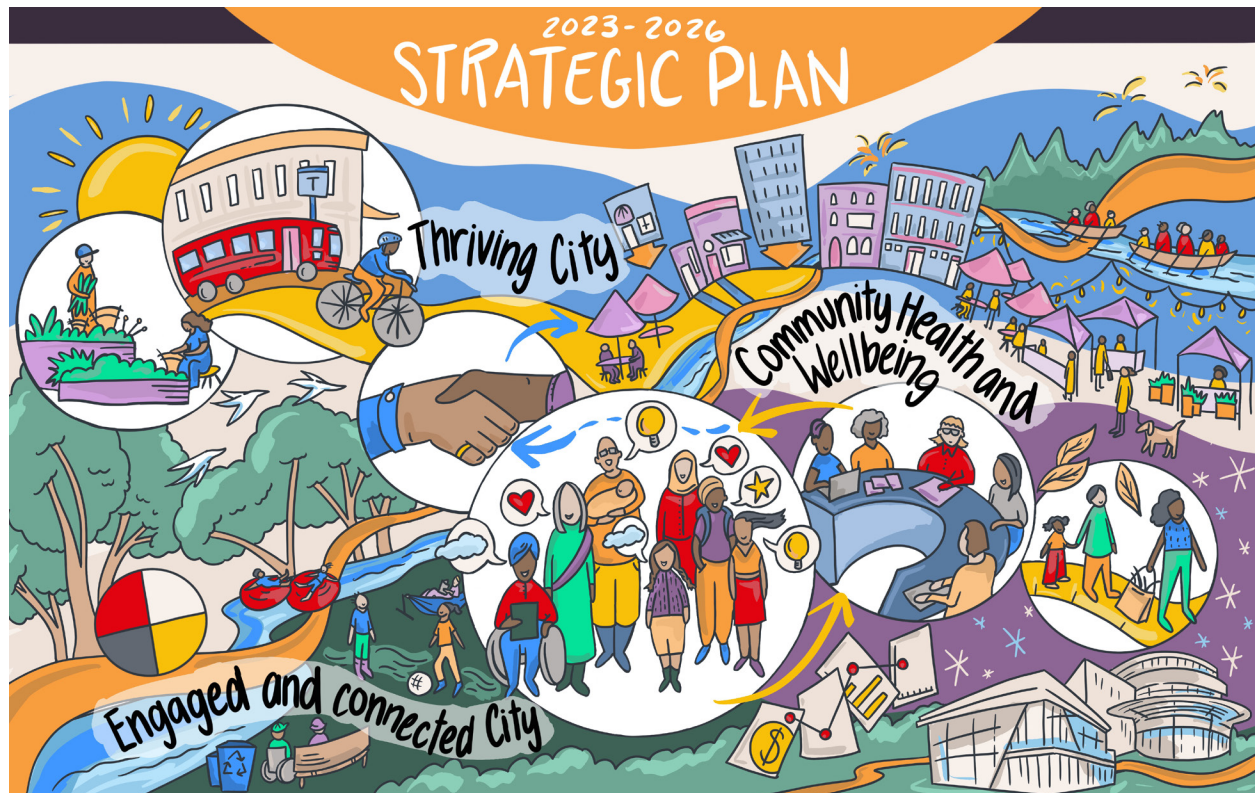 2023-2026
STRATEGIC PLAN
T
Thriving City
Community Health and
Wellbeing
Engaged and connected City
#
$